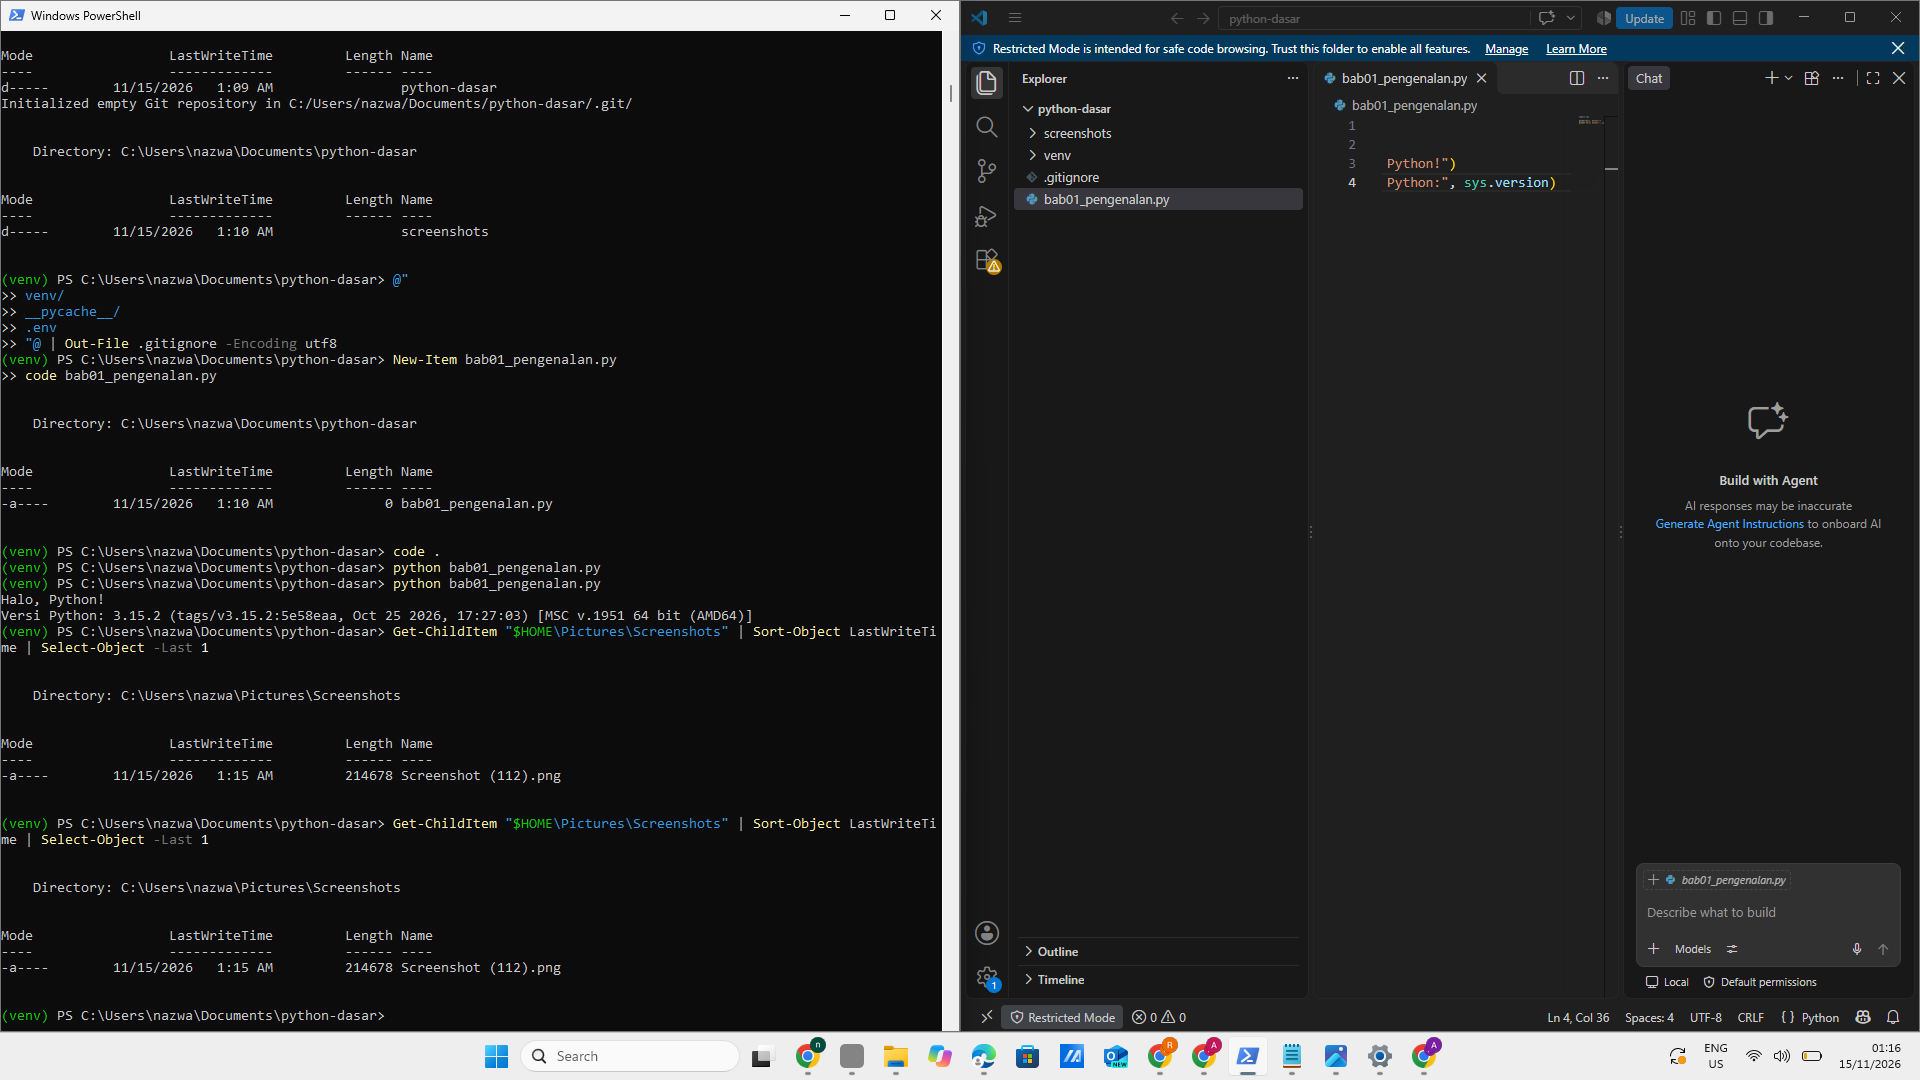 Windows PowerShell
Mode                 LastWriteTime         Length Name
----                 -------------         ------ ----
d-----        11/15/2026   1:09 AM                python-dasar
Initialized empty Git repository in C:/Users/nazwa/Documents/python-dasar/.git/
    Directory: C:\Users\nazwa\Documents\python-dasar
Mode                 LastWriteTime         Length Name
----                 -------------         ------ ----
d-----        11/15/2026   1:10 AM                screenshots
(venv) PS C:\Users\nazwa\Documents\python-dasar> @"
>> venv/
>> __pycache__/
>> .env
>> "@ | Out-File .gitignore -Encoding utf8
(venv) PS C:\Users\nazwa\Documents\python-dasar> New-Item bab01_pengenalan.py
>> code bab01_pengenalan.py
    Directory: C:\Users\nazwa\Documents\python-dasar
Mode                 LastWriteTime         Length Name
----                 -------------         ------ ----
-a----        11/15/2026   1:10 AM              0 bab01_pengenalan.py
(venv) PS C:\Users\nazwa\Documents\python-dasar> code .
(venv) PS C:\Users\nazwa\Documents\python-dasar> python bab01_pengenalan.py
(venv) PS C:\Users\nazwa\Documents\python-dasar> python bab01_pengenalan.py
Halo, Python!
Versi Python: 3.15.2 (tags/v3.15.2:5e58eaa, Oct 25 2026, 17:27:03) [MSC v.1951 64 bit (AMD64)]
(venv) PS C:\Users\nazwa\Documents\python-dasar> Get-ChildItem "$HOME\Pictures\Screenshots" | Sort-Object LastWriteTi
me | Select-Object -Last 1
    Directory: C:\Users\nazwa\Pictures\Screenshots
Mode                 LastWriteTime         Length Name
----                 -------------         ------ ----
-a----        11/15/2026   1:15 AM         214678 Screenshot (112).png
(venv) PS C:\Users\nazwa\Documents\python-dasar> Get-ChildItem "$HOME\Pictures\Screenshots" | Sort-Object LastWriteTi
me | Select-Object -Last 1
    Directory: C:\Users\nazwa\Pictures\Screenshots
Mode                 LastWriteTime         Length Name
----                 -------------         ------ ----
-a----        11/15/2026   1:15 AM         214678 Screenshot (112).png
(venv) PS C:\Users\nazwa\Documents\python-dasar>
python-dasar
Update
Restricted Mode is intended for safe code browsing. Trust this folder to enable all features. Manage Learn More
Explorer
python-dasar
screenshots
venv
.gitignore
bab01_pengenalan.py
Outline
Timeline
bab01_pengenalan.py
bab01_pengenalan.py
1
2
3 Python!")
4 Python:", sys.version)
Chat
Build with Agent
AI responses may be inaccurate
Generate Agent Instructions to onboard AI
onto your codebase.
bab01_pengenalan.py
Describe what to build
Models
Local Default permissions
1
Restricted Mode 0 0
Ln 4, Col 36 Spaces: 4 UTF-8 CRLF { } Python
Search
n
NEW
R
A
A
ENG
US
01:16
15/11/2026